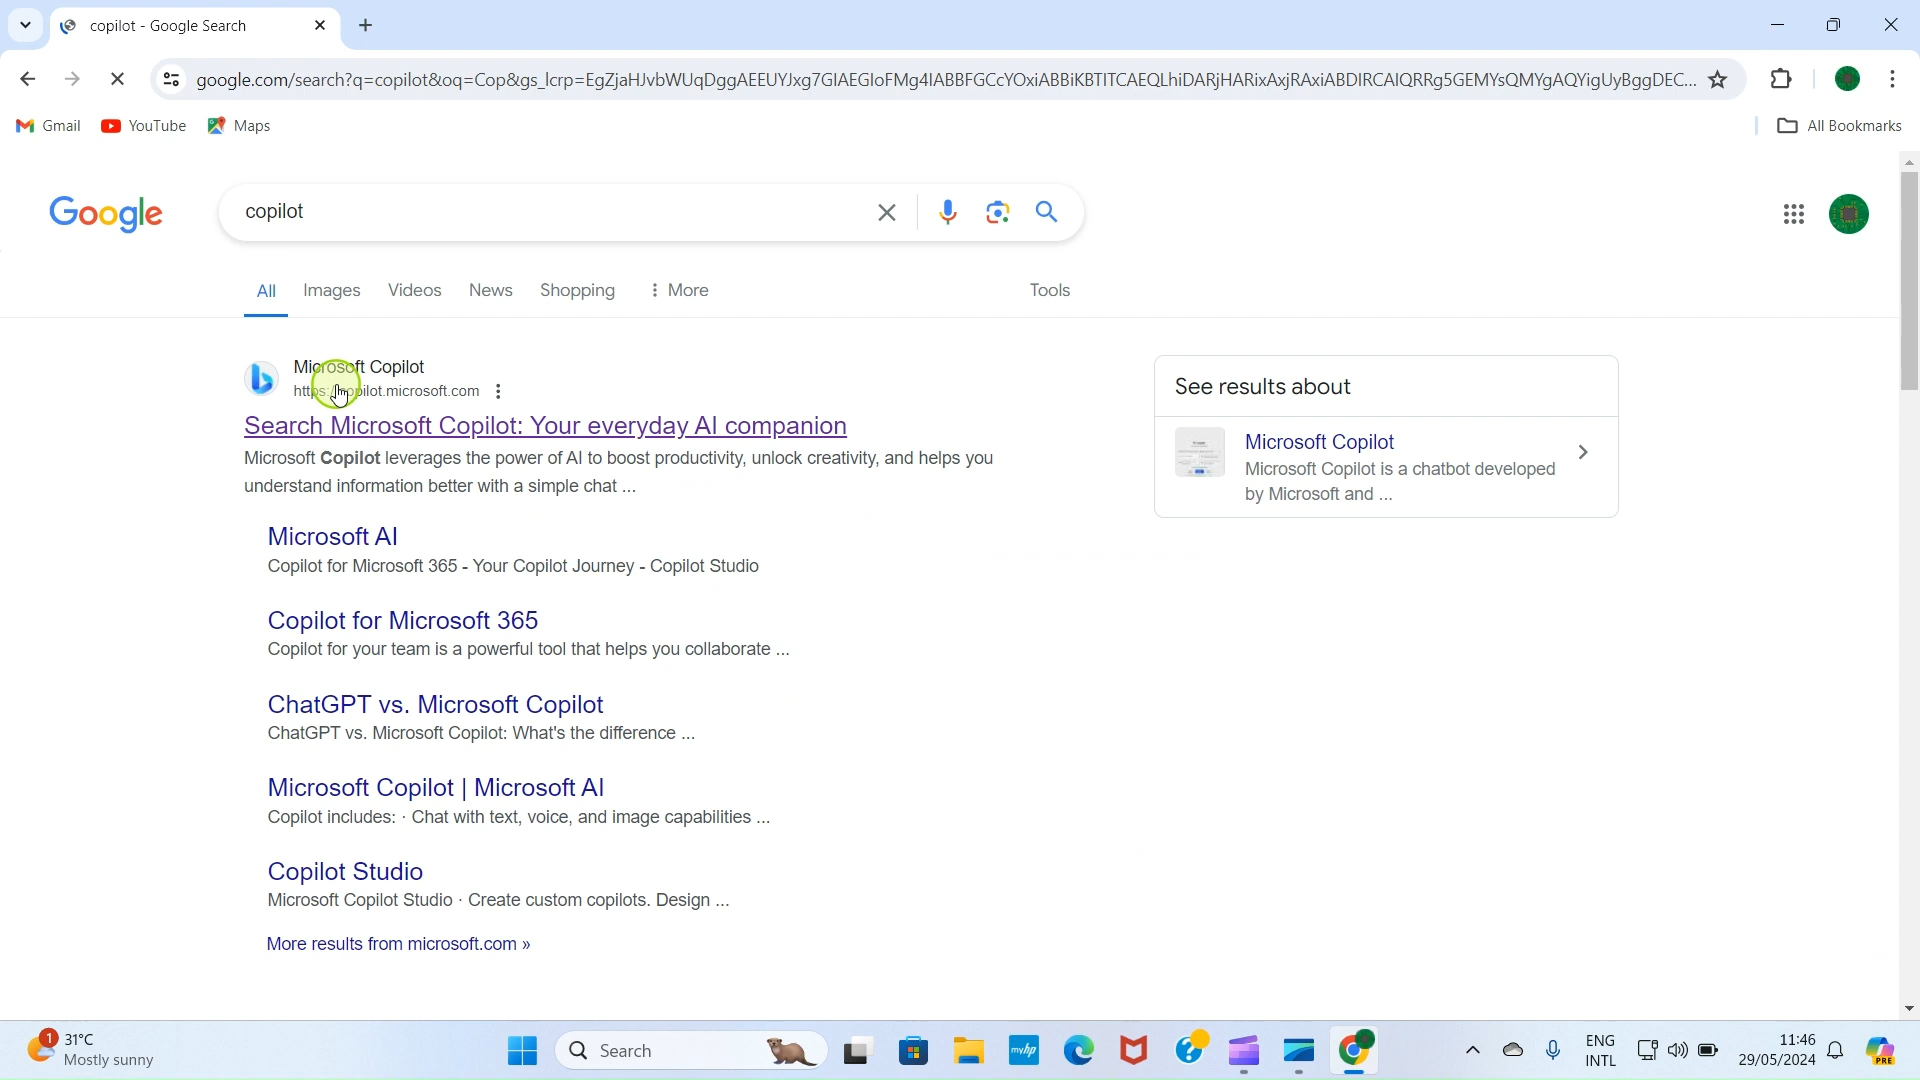 copilot - Google Search
google.com/search?q=copilot&oq=Cop&gs_lcrp=EgZjaHJvbWUqDggAEEUYJxg7GIAEGIoFMg4IABBFGCcYOxiABBiKBTITCAEQLhiDARjHARixAxjRAxiABDIRCAIQRRg5GEMYsQMYgAQYigUyBggDEC...
Gmail
YouTube
Maps
All Bookmarks
Google
copilot
All
Images
Videos
News
Shopping
More
Tools
Microsoft Copilot
https://copilot.microsoft.com
Search Microsoft Copilot: Your everyday AI companion
Microsoft Copilot leverages the power of AI to boost productivity, unlock creativity, and helps you
understand information better with a simple chat ...
Microsoft AI
Copilot for Microsoft 365 - Your Copilot Journey - Copilot Studio
Copilot for Microsoft 365
Copilot for your team is a powerful tool that helps you collaborate ...
ChatGPT vs. Microsoft Copilot
ChatGPT vs. Microsoft Copilot: What's the difference ...
Microsoft Copilot | Microsoft AI
Copilot includes: · Chat with text, voice, and image capabilities ...
Copilot Studio
Microsoft Copilot Studio · Create custom copilots. Design ...
More results from microsoft.com »
See results about
Microsoft Copilot
Microsoft Copilot is a chatbot developed
by Microsoft and ...
1
31°C
Mostly sunny
Search
myhp
ENG
INTL
11:46
29/05/2024
PRE